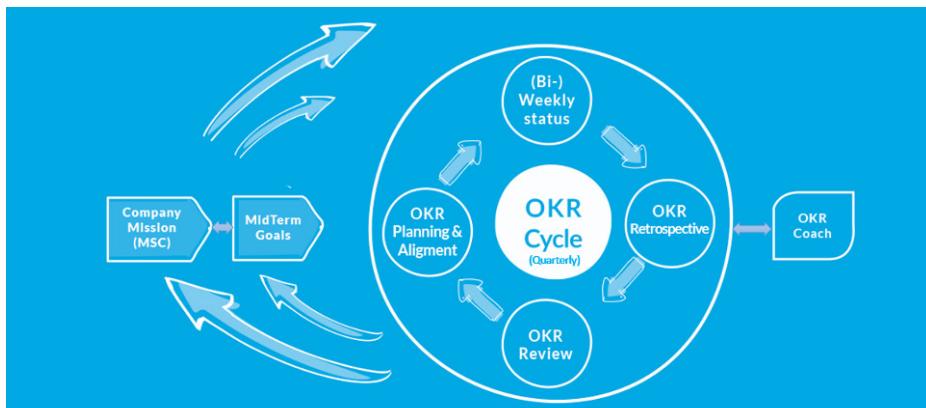 Company
Mission
(MSC)
MidTerm
Goals
(Bi-)
Weekly
status
OKR
Planning &
Aligment
OKR
Cycle
(Quarterly)
OKR
Retrospective
OKR
Review
OKR
Coach